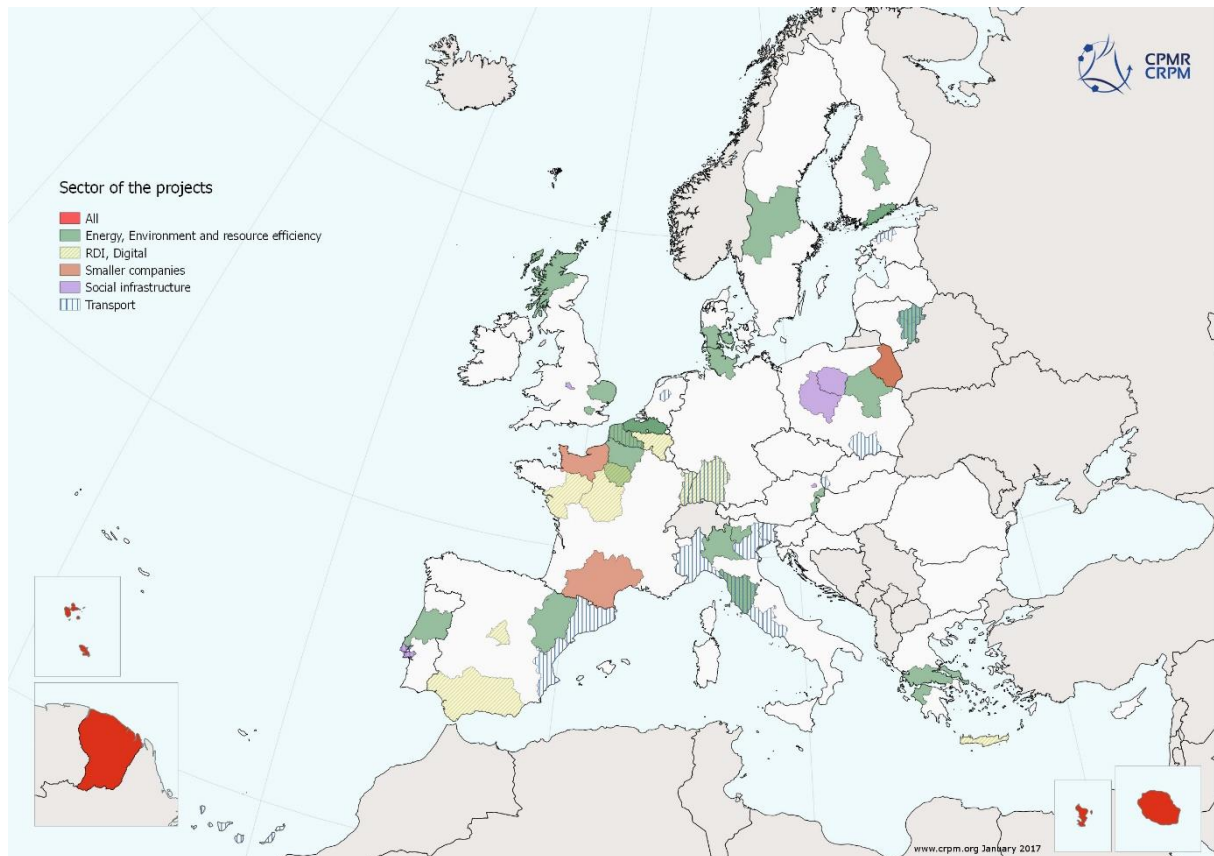 CPMR
CRPM
Sector of the projects
All
Energy, Environment and resource efficiency
RDI, Digital
Smaller companies
Social infrastructure
Transport
www.crpm.org January 2017